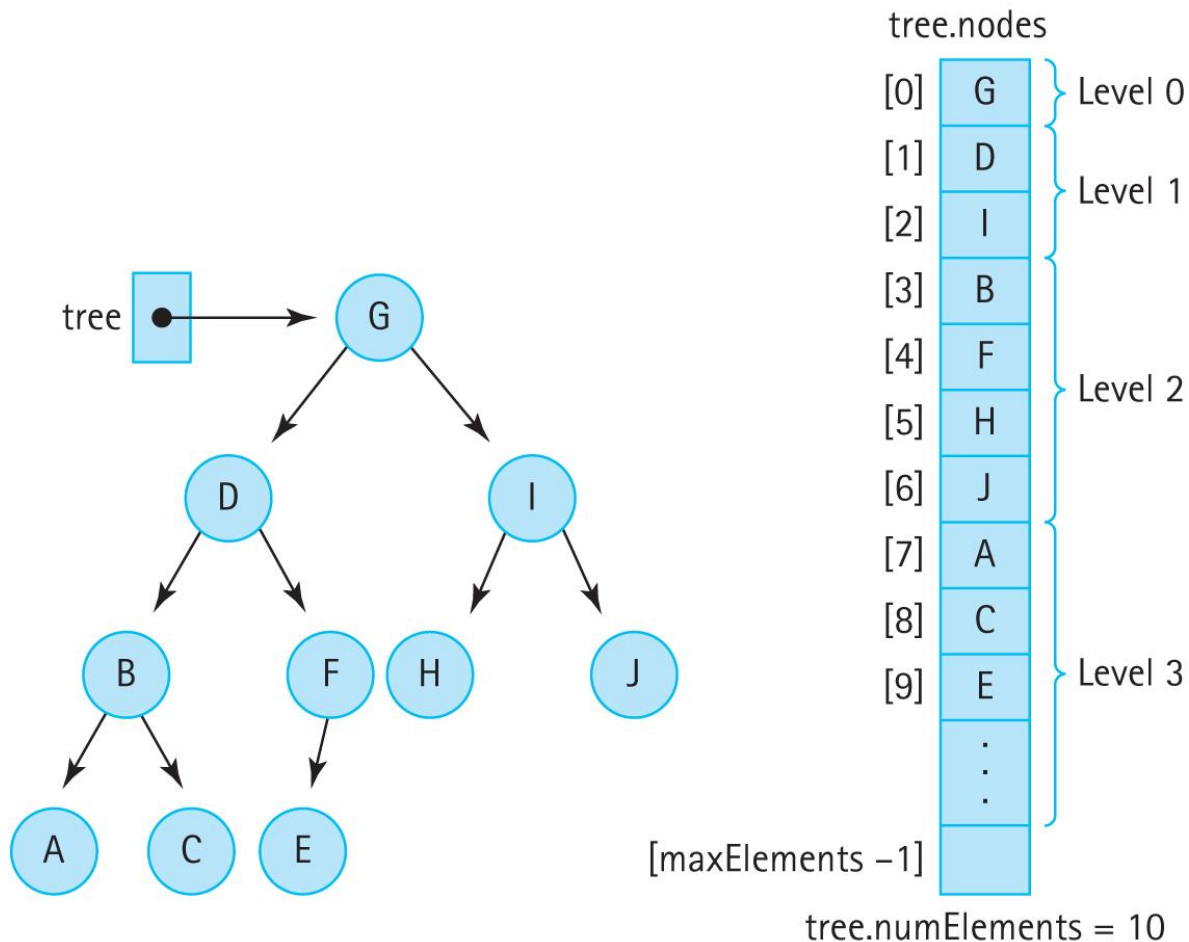 tree.nodes
[0] G Level 0
[1] D
Level 1
[2] I
[3] B
tree G
[4] F
Level 2
[5] H
D I
[6] J
[7] A
[8] C
B F H J
[9] E Level 3
.
.
.
A C E
[maxElements –1]
tree.numElements = 10